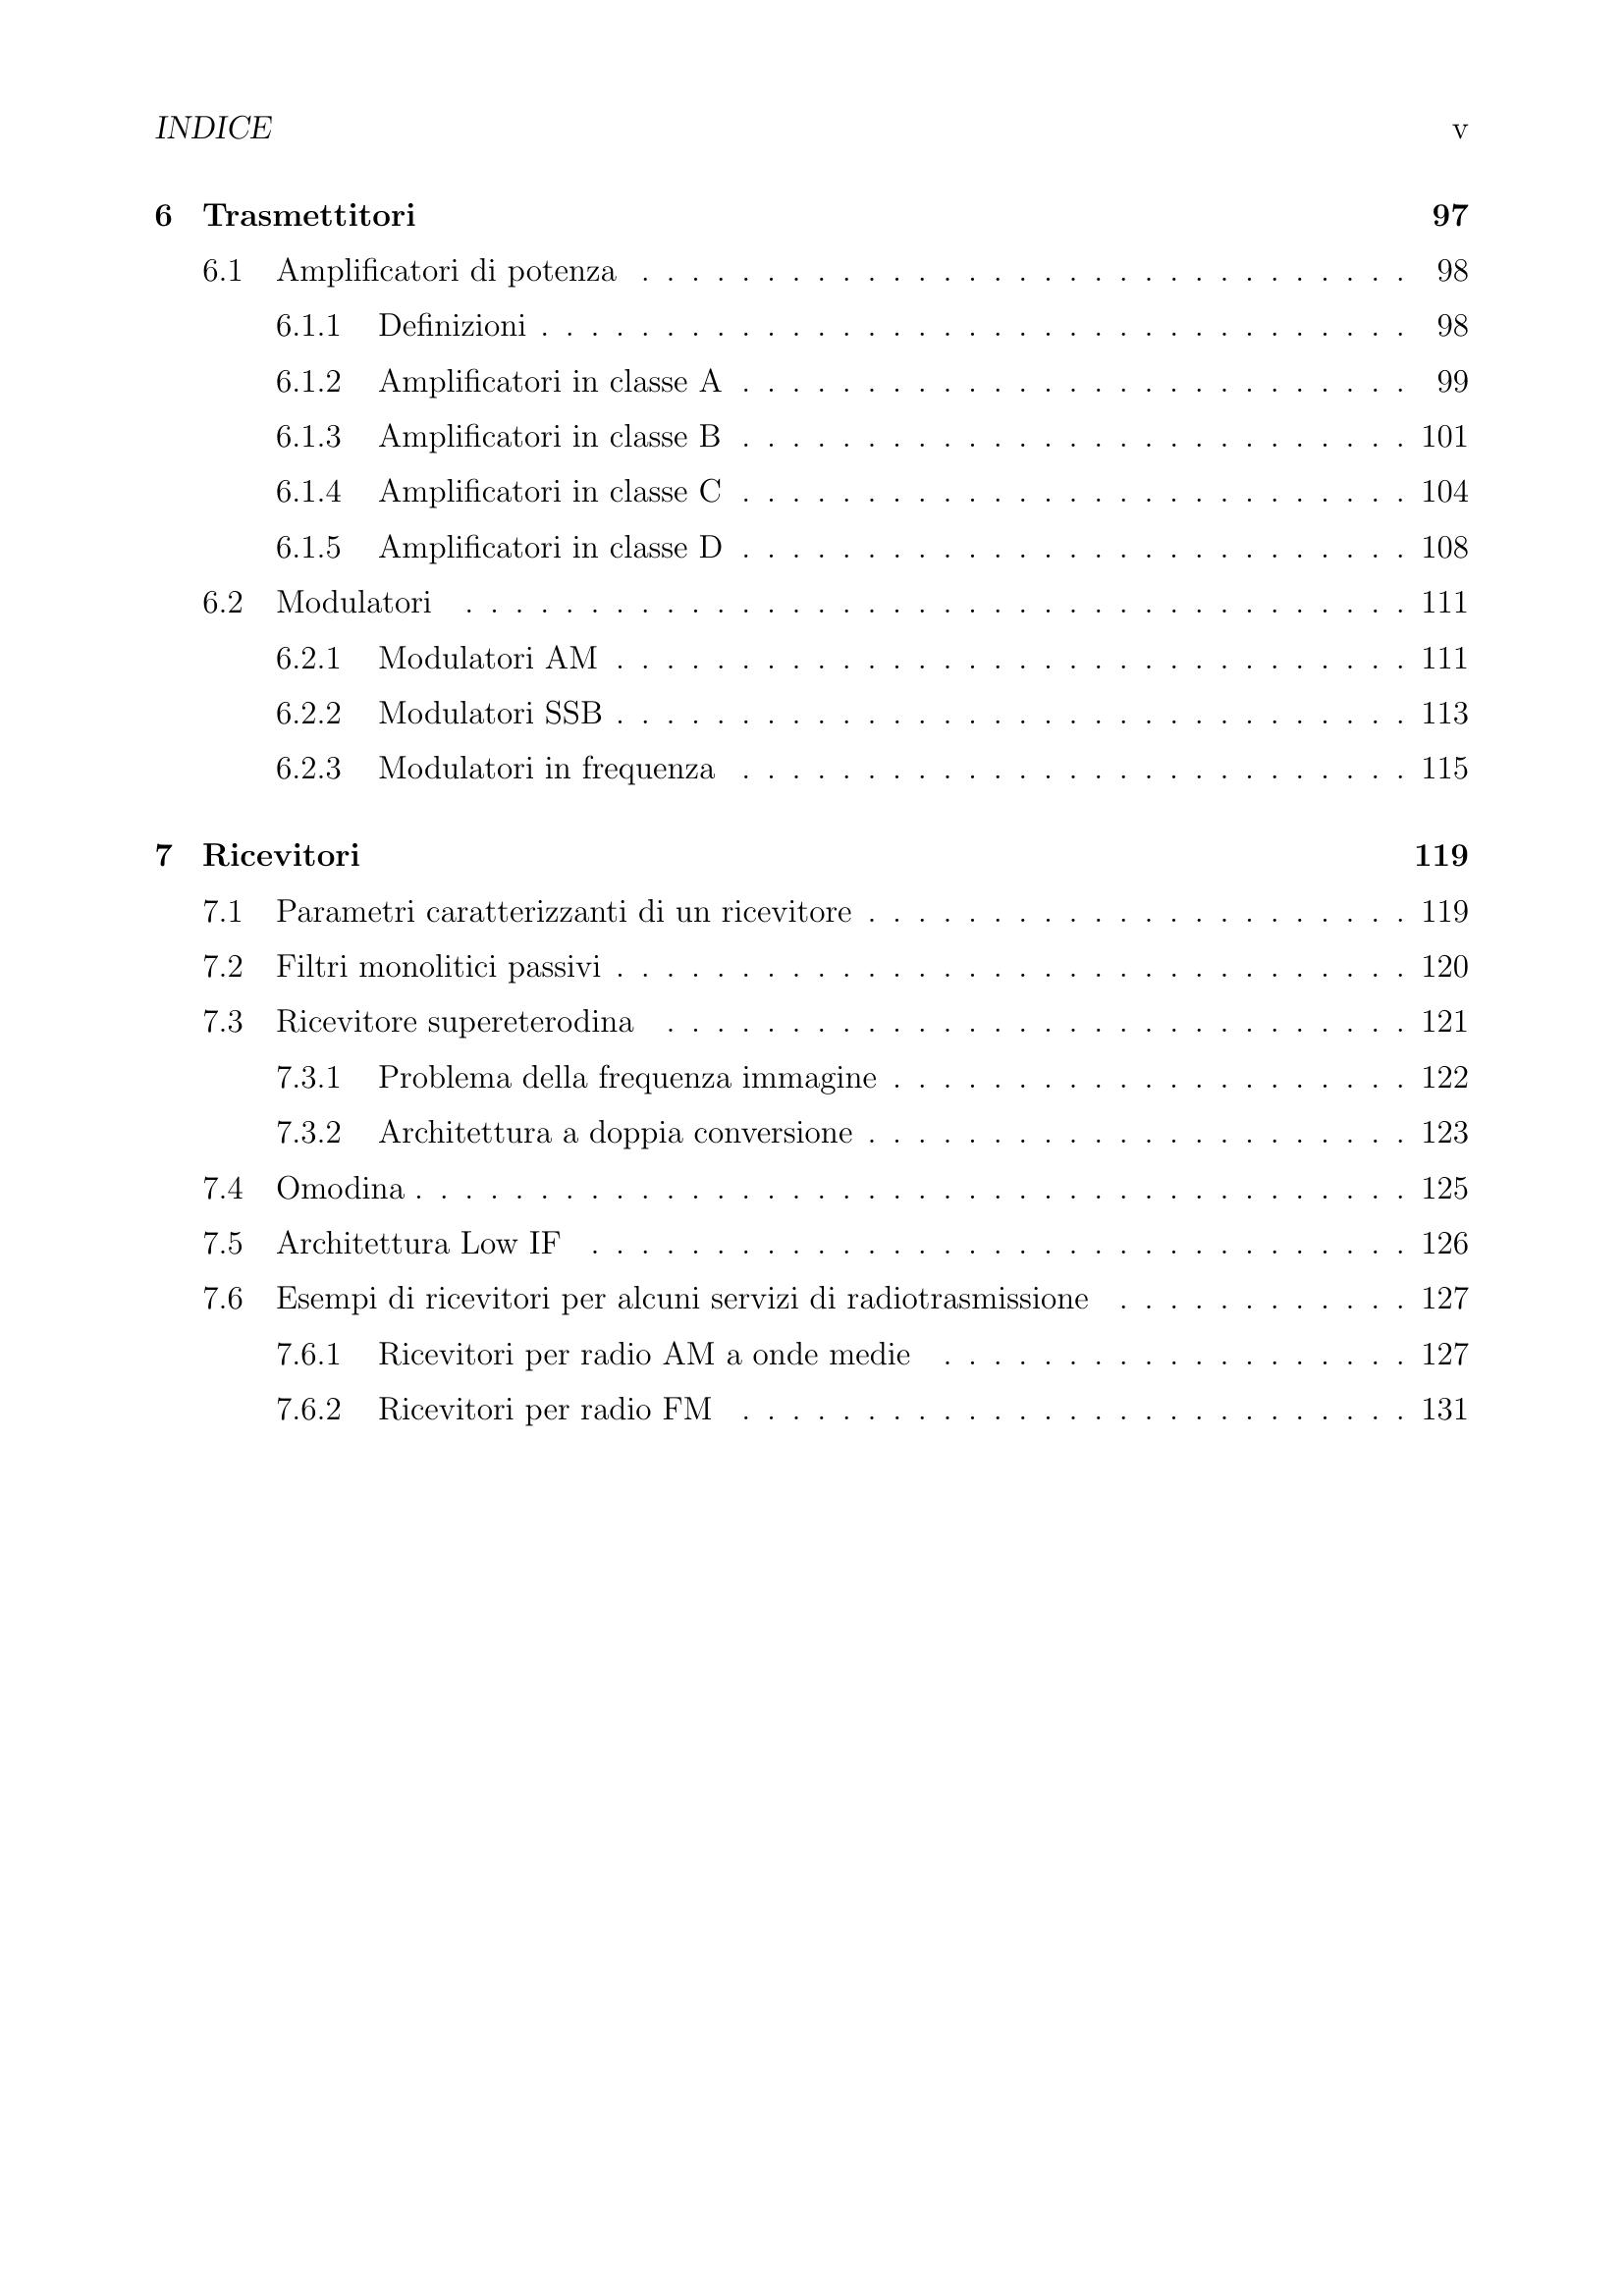 INDICE v
6 Trasmettitori 97
6.1 Amplificatori di potenza . . . . . . . . . . . . . . . . . . . . . . . . . . . . . . . 98
6.1.1 Definizioni . . . . . . . . . . . . . . . . . . . . . . . . . . . . . . . . . . . 98
6.1.2 Amplificatori in classe A . . . . . . . . . . . . . . . . . . . . . . . . . . . 99
6.1.3 Amplificatori in classe B . . . . . . . . . . . . . . . . . . . . . . . . . . . 101
6.1.4 Amplificatori in classe C . . . . . . . . . . . . . . . . . . . . . . . . . . . 104
6.1.5 Amplificatori in classe D . . . . . . . . . . . . . . . . . . . . . . . . . . . 108
6.2 Modulatori . . . . . . . . . . . . . . . . . . . . . . . . . . . . . . . . . . . . . . 111
6.2.1 Modulatori AM . . . . . . . . . . . . . . . . . . . . . . . . . . . . . . . . 111
6.2.2 Modulatori SSB . . . . . . . . . . . . . . . . . . . . . . . . . . . . . . . . 113
6.2.3 Modulatori in frequenza . . . . . . . . . . . . . . . . . . . . . . . . . . . 115
7 Ricevitori 119
7.1 Parametri caratterizzanti di un ricevitore . . . . . . . . . . . . . . . . . . . . . . 119
7.2 Filtri monolitici passivi . . . . . . . . . . . . . . . . . . . . . . . . . . . . . . . . 120
7.3 Ricevitore supereterodina . . . . . . . . . . . . . . . . . . . . . . . . . . . . . . 121
7.3.1 Problema della frequenza immagine . . . . . . . . . . . . . . . . . . . . . 122
7.3.2 Architettura a doppia conversione . . . . . . . . . . . . . . . . . . . . . . 123
7.4 Omodina . . . . . . . . . . . . . . . . . . . . . . . . . . . . . . . . . . . . . . . . 125
7.5 Architettura Low IF . . . . . . . . . . . . . . . . . . . . . . . . . . . . . . . . . 126
7.6 Esempi di ricevitori per alcuni servizi di radiotrasmissione . . . . . . . . . . . . 127
7.6.1 Ricevitori per radio AM a onde medie . . . . . . . . . . . . . . . . . . . 127
7.6.2 Ricevitori per radio FM . . . . . . . . . . . . . . . . . . . . . . . . . . . 131